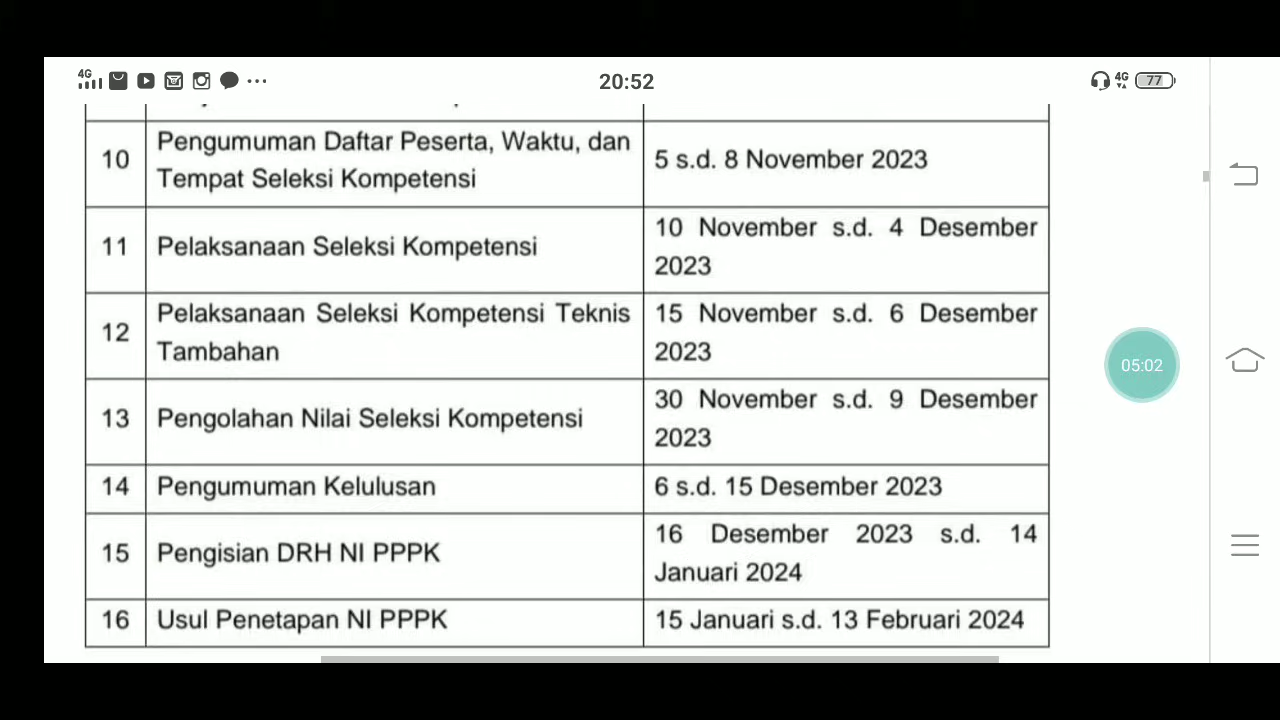 4G
20:52
4G
77
10
Pengumuman Daftar Peserta, Waktu, dan
Tempat Seleksi Kompetensi
5 s.d. 8 November 2023
11
Pelaksanaan Seleksi Kompetensi
10 November s.d. 4 Desember
2023
12
Pelaksanaan Seleksi Kompetensi Teknis
Tambahan
15 November s.d. 6 Desember
2023
13
Pengolahan Nilai Seleksi Kompetensi
30 November s.d. 9 Desember
2023
14
Pengumuman Kelulusan
6 s.d. 15 Desember 2023
15
Pengisian DRH NI PPPK
16 Desember 2023 s.d. 14
Januari 2024
16
Usul Penetapan NI PPPK
15 Januari s.d. 13 Februari 2024
05:02